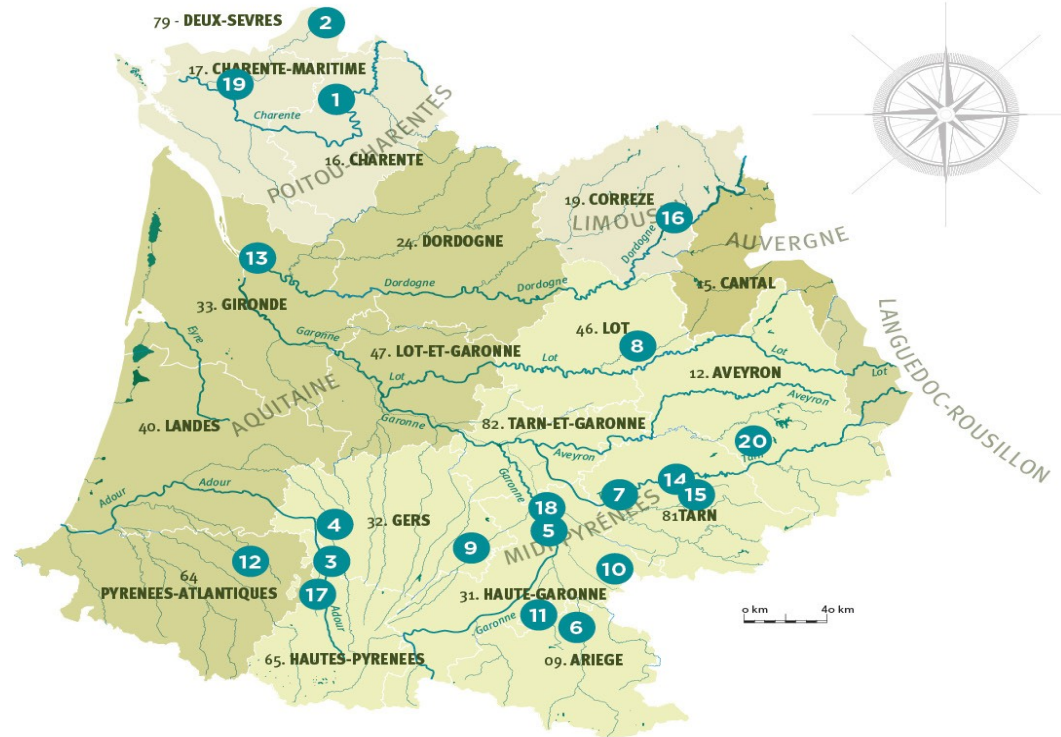 79 - DEUX-SEVRES
2
17. CHARENTE-MARITIME
19
1
Charente
POITOU-CHARENTES
16. CHARENTE
19. CORREZE
LIMOUS
16
24. DORDOGNE
Dordogne
AUVERGNE
13
15. CANTAL
Dordogne
Dordogne
33. GIRONDE
Eyre
Garonne
46. LOT
8
LANGUEDOC-ROUSILLON
47. LOT-ET-GARONNE
Lot
Lot
Lot
Lot
12. AVEYRON
AQUITAINE
Aveyron
40. LANDES
Garonne
82. TARN-ET-GARONNE
20
Tarn
Aveyron
Adour
Adour
Garonne
14
7
15
18
81TARN
4
32. GERS
MIDI-PYRÉNÉES
5
9
12
3
10
64
PYRENEES-ATLANTIQUES
17
31. HAUTE-GARONNE
11
6
Garonne
Adour
0 km
40 km
65. HAUTES-PYRENEES
09. ARIEGE